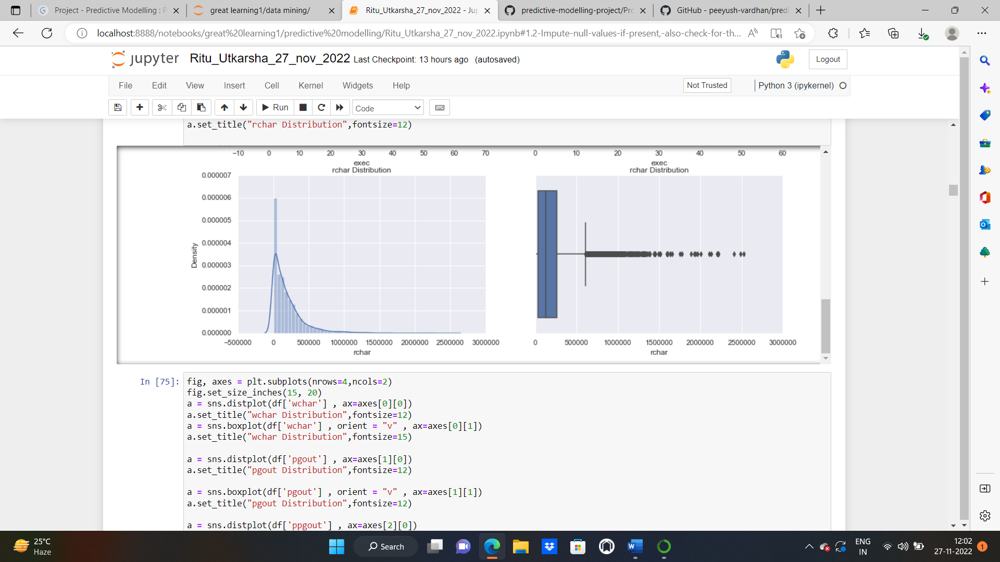 Project - Predictive Modelling : P
great learning1/data mining/
Ritu_Utkarsha_27_nov_2022 - Jup
predictive-modelling-project/Pro
GitHub - peeyush-vardhan/predi
localhost:8888/notebooks/great%20learning1/predictive%20modelling/Ritu_Utkarsha_27_nov_2022.ipynb#1.2-Impute-null-values-if-present,-also-check-for-th...
jupyter Ritu_Utkarsha_27_nov_2022 Last Checkpoint: 13 hours ago (autosaved)
Logout
File Edit View Insert Cell Kernel Widgets Help
Not Trusted
Python 3 (ipykernel)
Run
Code
a.set_title("rchar Distribution",fontsize=12)
−10 0 10 20 30 40 50 60 70
exec
rchar Distribution
0.000007
0.000006
0.000005
0.000004
0.000003
0.000002
0.000001
0.000000
Density
−500000 0 500000 1000000 1500000 2000000 2500000 3000000
rchar
0 10 20 30 40 50 60
exec
rchar Distribution
0 500000 1000000 1500000 2000000 2500000 3000000
rchar
In [75]:
fig, axes = plt.subplots(nrows=4,ncols=2)
fig.set_size_inches(15, 20)
a = sns.distplot(df['wchar'] , ax=axes[0][0])
a.set_title("wchar Distribution",fontsize=12)
a = sns.boxplot(df['wchar'] , orient = "v" , ax=axes[0][1])
a.set_title("wchar Distribution",fontsize=15)
a = sns.distplot(df['pgout'] , ax=axes[1][0])
a.set_title("pgout Distribution",fontsize=12)
a = sns.boxplot(df['pgout'] , orient = "v" , ax=axes[1][1])
a.set_title("pgout Distribution",fontsize=12)
a = sns.distplot(df['ppgout'] , ax=axes[2][0])
25°C
Haze
Search
ENG
IN
12:02
27-11-2022
1